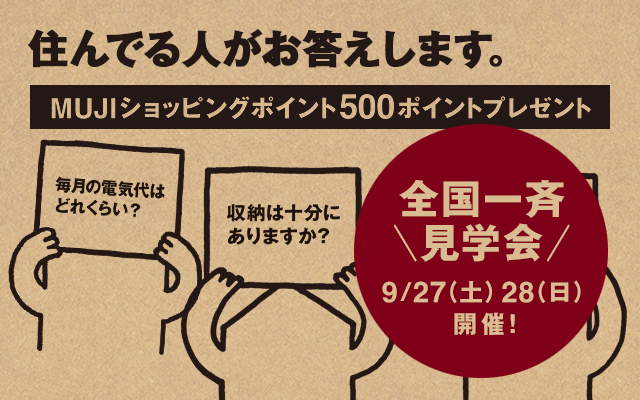 住んでる人がお答えします。
MUJIショッピングポイント500ポイントプレゼント
毎月の電気代は
どれくらい？
収納は十分に
ありますか？
全国一斉
＼見学会／
9/27（土）28（日）
開催！